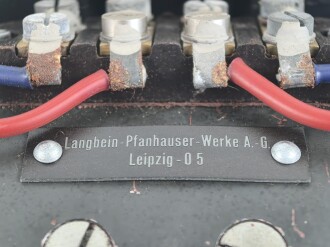 Langbein-Pfanhauser-Werke A.-G.
Leipzig-O 5